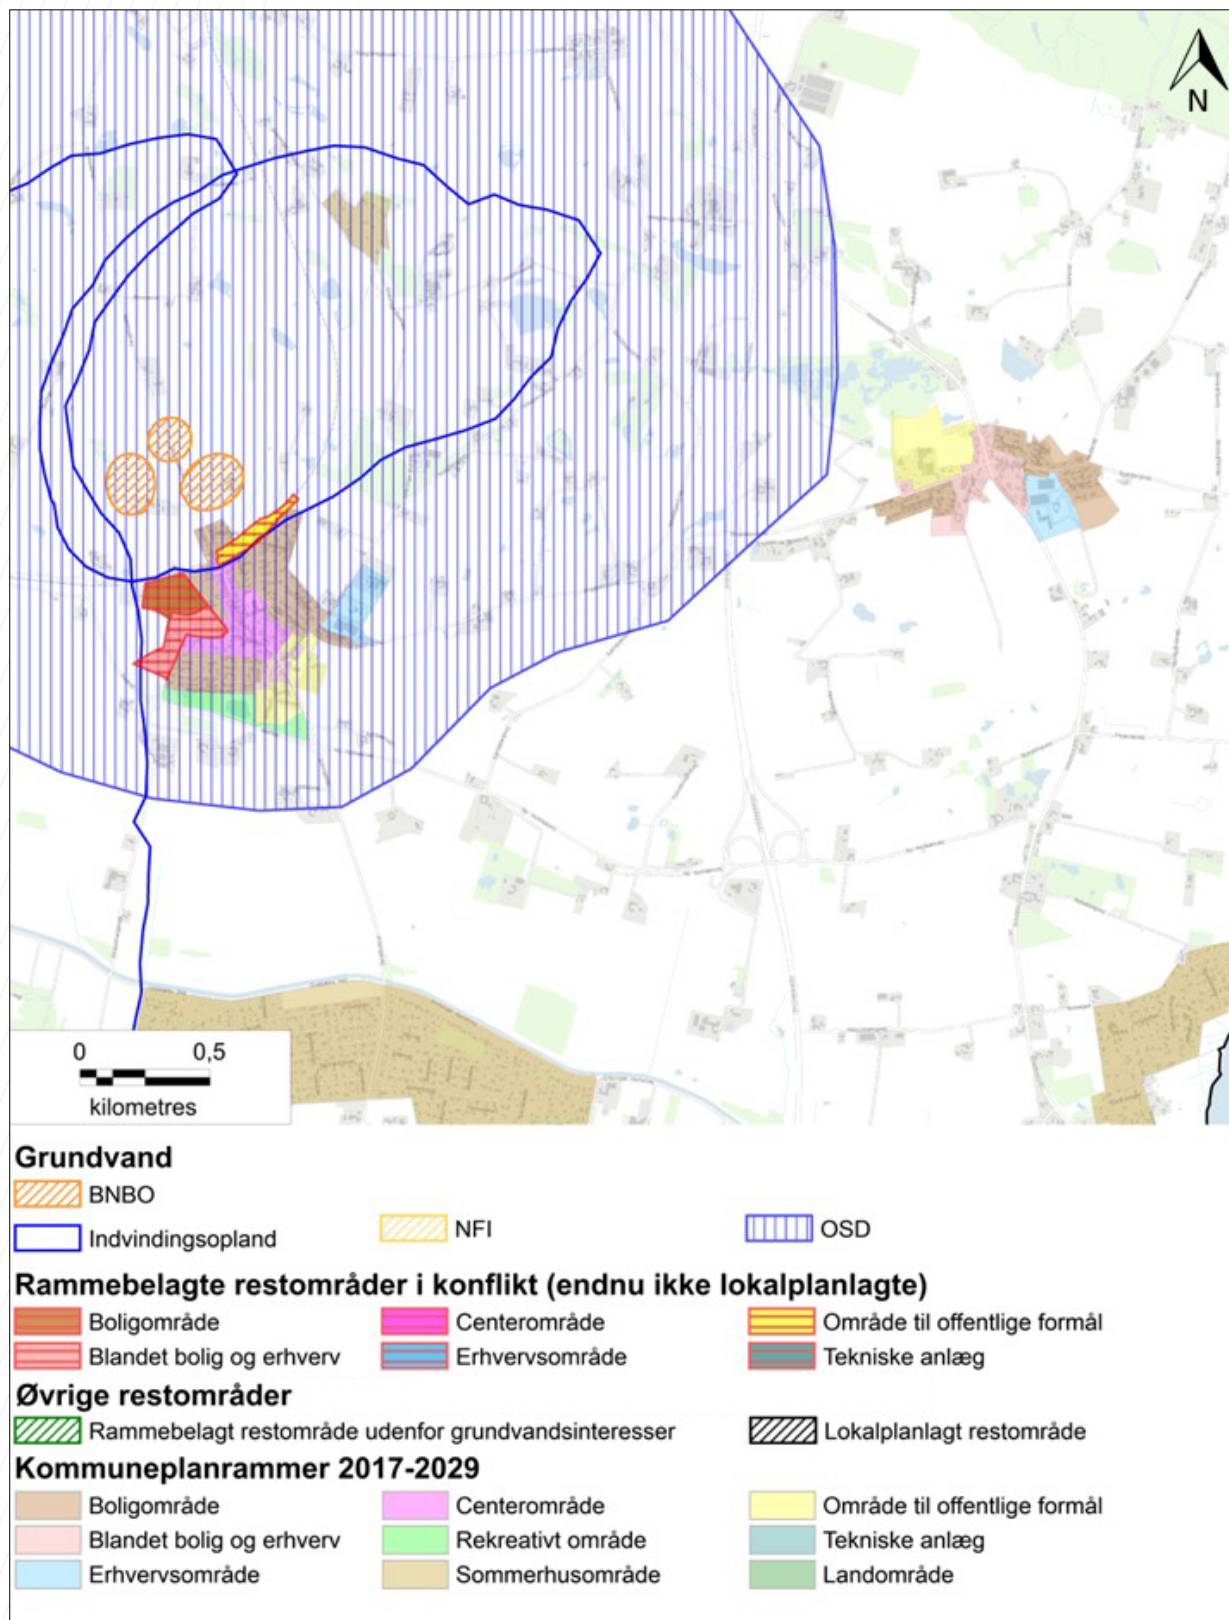 N
0 0,5
kilometres
Grundvand
BNBO
Indvindingsopland NFI OSD
Rammebelagte restområder i konflikt (endnu ikke lokalplanlagte)
Boligområde Centerområde Område til offentlige formål
Blandet bolig og erhverv Erhvervsområde Tekniske anlæg
Øvrige restområder
Rammebelagt restområde udenfor grundvandsinteresser Lokalplanlagt restområde
Kommuneplanrammer 2017-2029
Boligområde Centerområde Område til offentlige formål
Blandet bolig og erhverv Rekreativt område Tekniske anlæg
Erhvervsområde Sommerhusområde Landområde